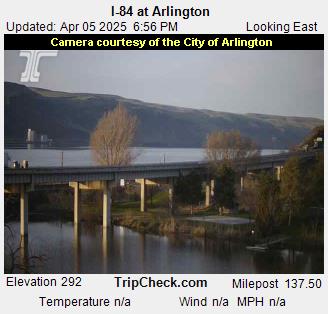 I-84 at Arlington
Updated: Apr 05 2025 6:56 PM Looking East
Camera courtesy of the City of Arlington
Elevation 292 TripCheck.com Milepost 137.50
Temperature n/a Wind n/a MPH n/a